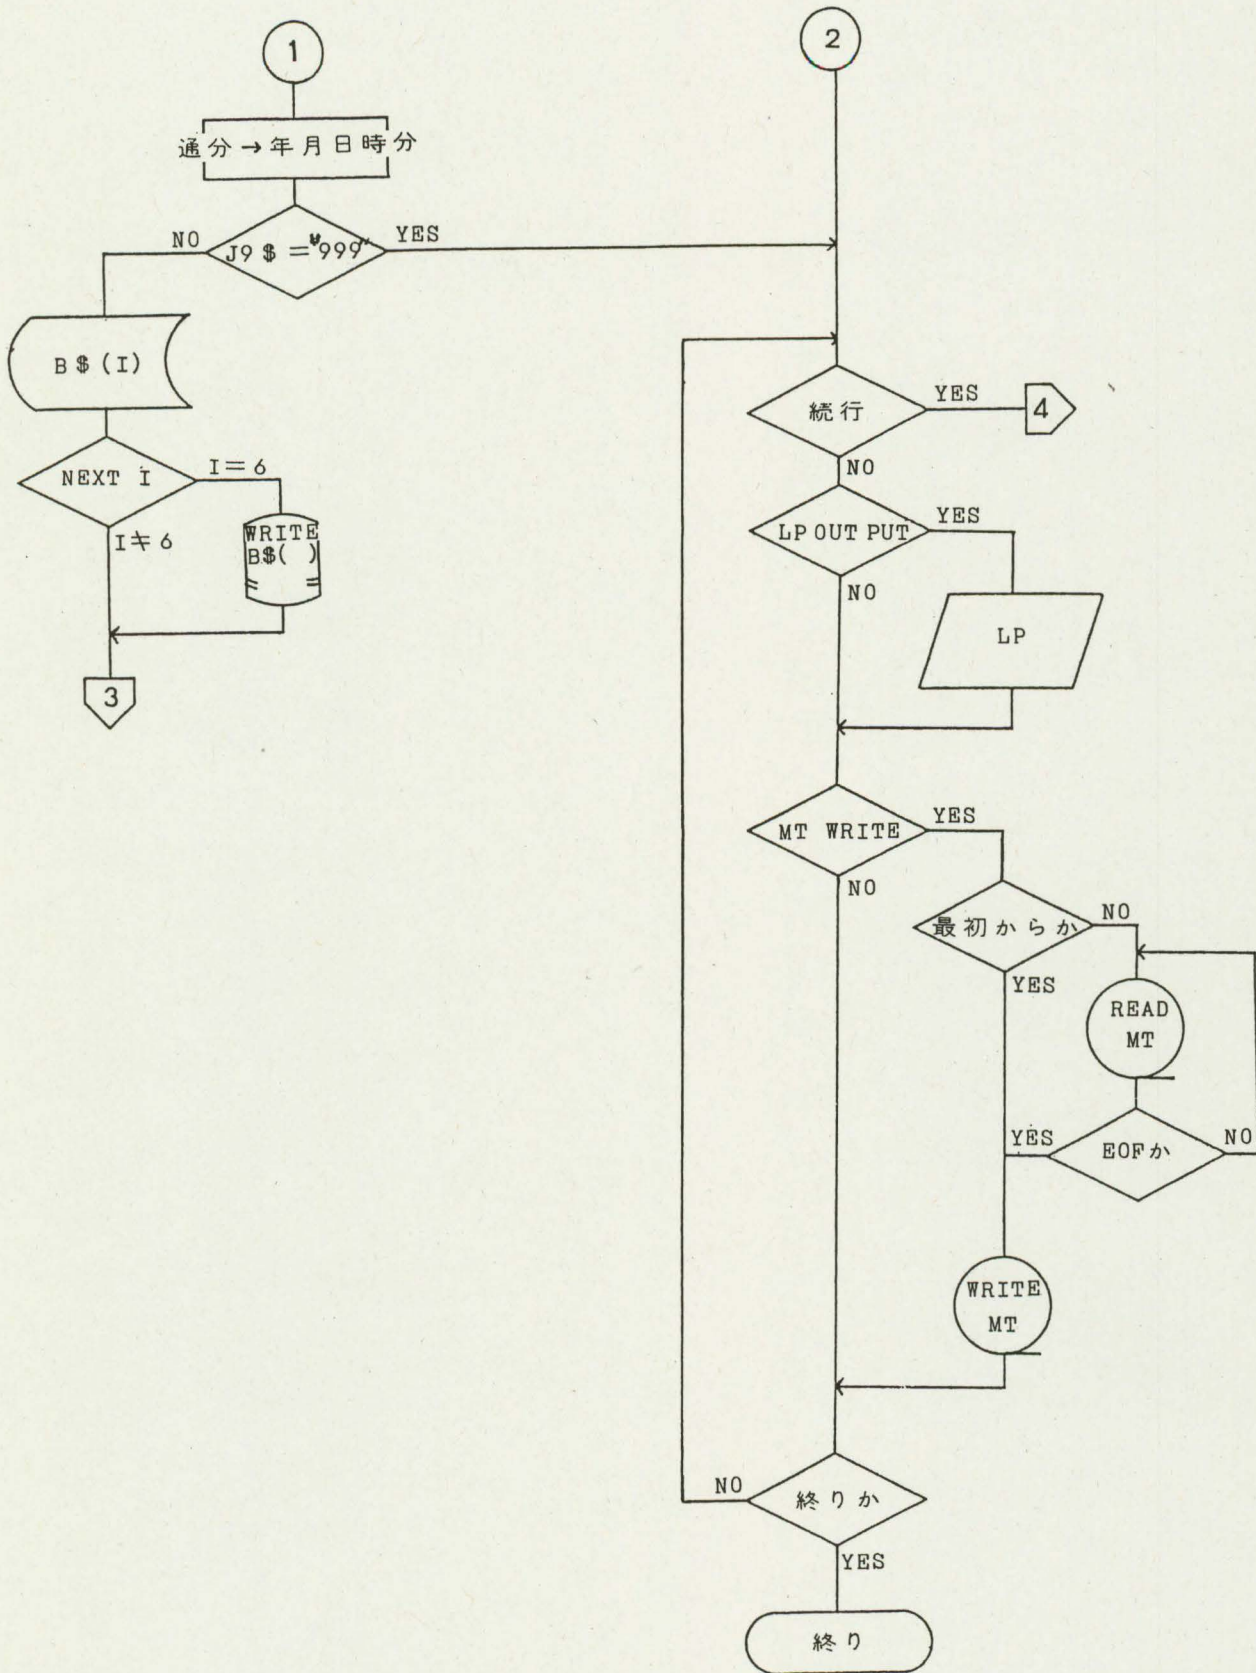 1
通分→年月日時分
J9$="999"
NO
YES
B$(I)
NEXT I
I=6
I≠6
WRITE
B$( )
3
2
続行
YES
4
NO
LP OUT PUT
YES
NO
LP
MT WRITE
YES
NO
最初からか
NO
YES
READ
MT
EOFか
YES
NO
WRITE
MT
終りか
NO
YES
終り